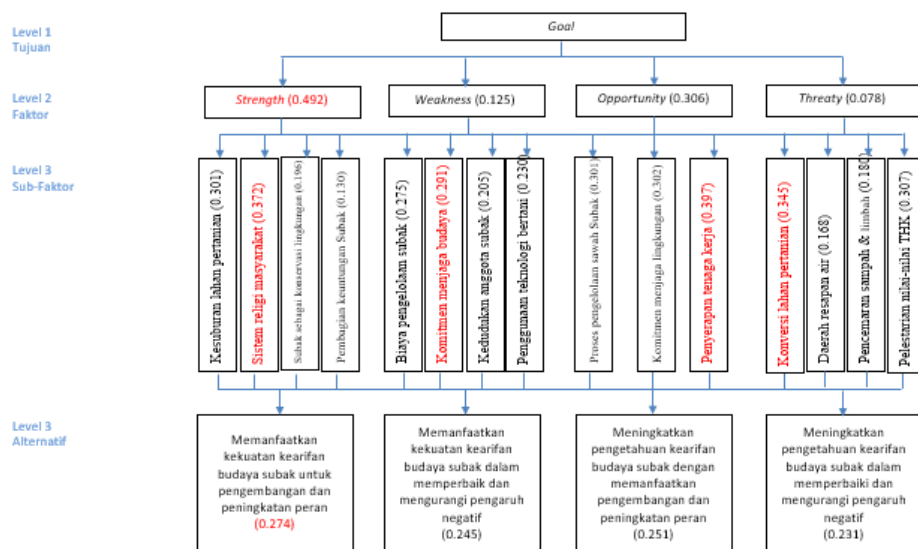 Level 1
Tujuan
Goal
Level 2
Faktor
Strength (0.492)
Weakness (0.125)
Opportunity (0.306)
Threaty (0.078)
Level 3
Sub-Faktor
Kesuburan lahan pertanian (0.301)
Sistem religi masyarakat (0.372)
Subak sebagai konservasi lingkungan (0.196)
Pembagian keuntungan Subak (0.130)
Biaya pengelolaan subak (0.275)
Komitmen menjaga budaya (0.291)
Kedudukan anggota subak (0.205)
Penggunaan teknologi bertani (0.230)
Proses pengelolaan sawah Subak (0.301)
Komitmen menjaga lingkungan (0.302)
Penyerapan tenaga kerja (0.397)
Konversi lahan pertanian (0.345)
Daerah resapan air (0.168)
Pencemaran sampah & limbah (0.180)
Pelestarian nilai-nilai THK (0.307)
Level 3
Alternatif
Memanfaatkan
kekuatan kearifan
budaya subak untuk
pengembangan dan
peningkatan peran
(0.274)
Memanfaatkan
kekuatan kearifan
budaya subak dalam
memperbaik dan
mengurangi pengaruh
negatif
(0.245)
Meningkatkan
pengetahuan kearifan
budaya subak dengan
memanfaatkan
pengembangan dan
peningkatan peran
(0.251)
Meningkatkan
pengetahuan kearifan
budaya subak dalam
memperbaiki dan
mengurangi pengaruh
negatif
(0.231)